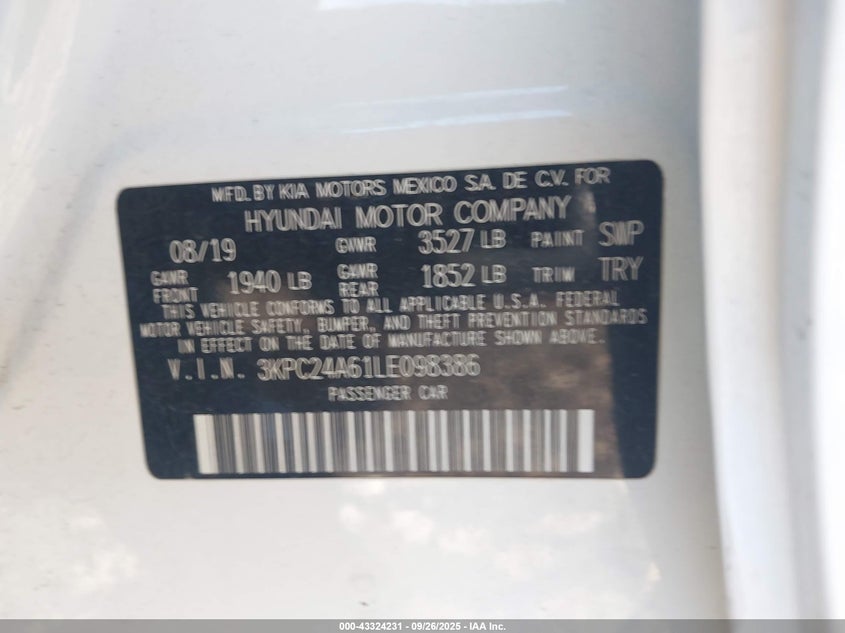 MFD. BY KIA MOTORS MEXICO S.A. DE C.V. FOR
HYUNDAI MOTOR COMPANY
08/19 GVWR 3527 LB PAINT SWP
GAWR FRONT 1940 LB GAWR REAR 1852 LB TRIM TRY
THIS VEHICLE CONFORMS TO ALL APPLICABLE U.S.A. FEDERAL
MOTOR VEHICLE SAFETY, BUMPER, AND THEFT PREVENTION STANDARDS
IN EFFECT ON THE DATE OF MANUFACTURE SHOWN ABOVE.
V.I.N. 3KPC24A61LE098386
PASSENGER CAR
000-43324231 - 09/26/2025 - IAA Inc.